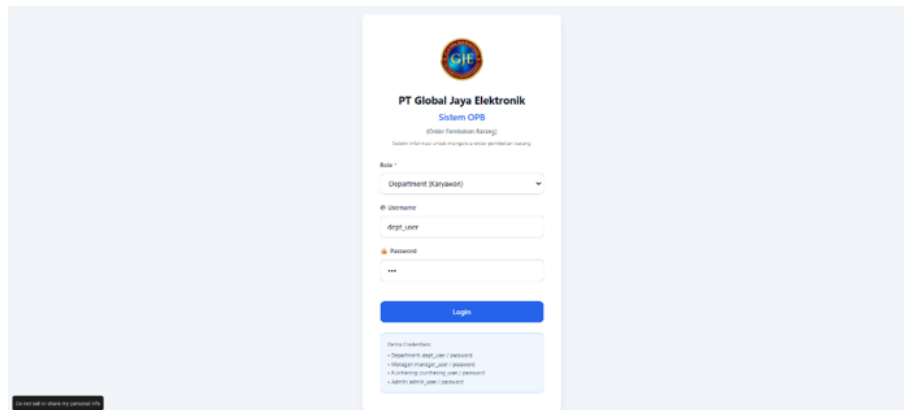 GJE
PT Global Jaya Elektronik
Sistem OPB
(Order Pembelian Barang)
Sistem informasi untuk mengelola order pembelian barang
Role *
Department (Karyawan)
Username
dept_user
Password
•••
Login
Demo Credentials:
• Department: dept_user / password
• Manager: manager_user / password
• Purchasing: purchasing_user / password
• Admin: admin_user / password
Do not sell or share my personal info